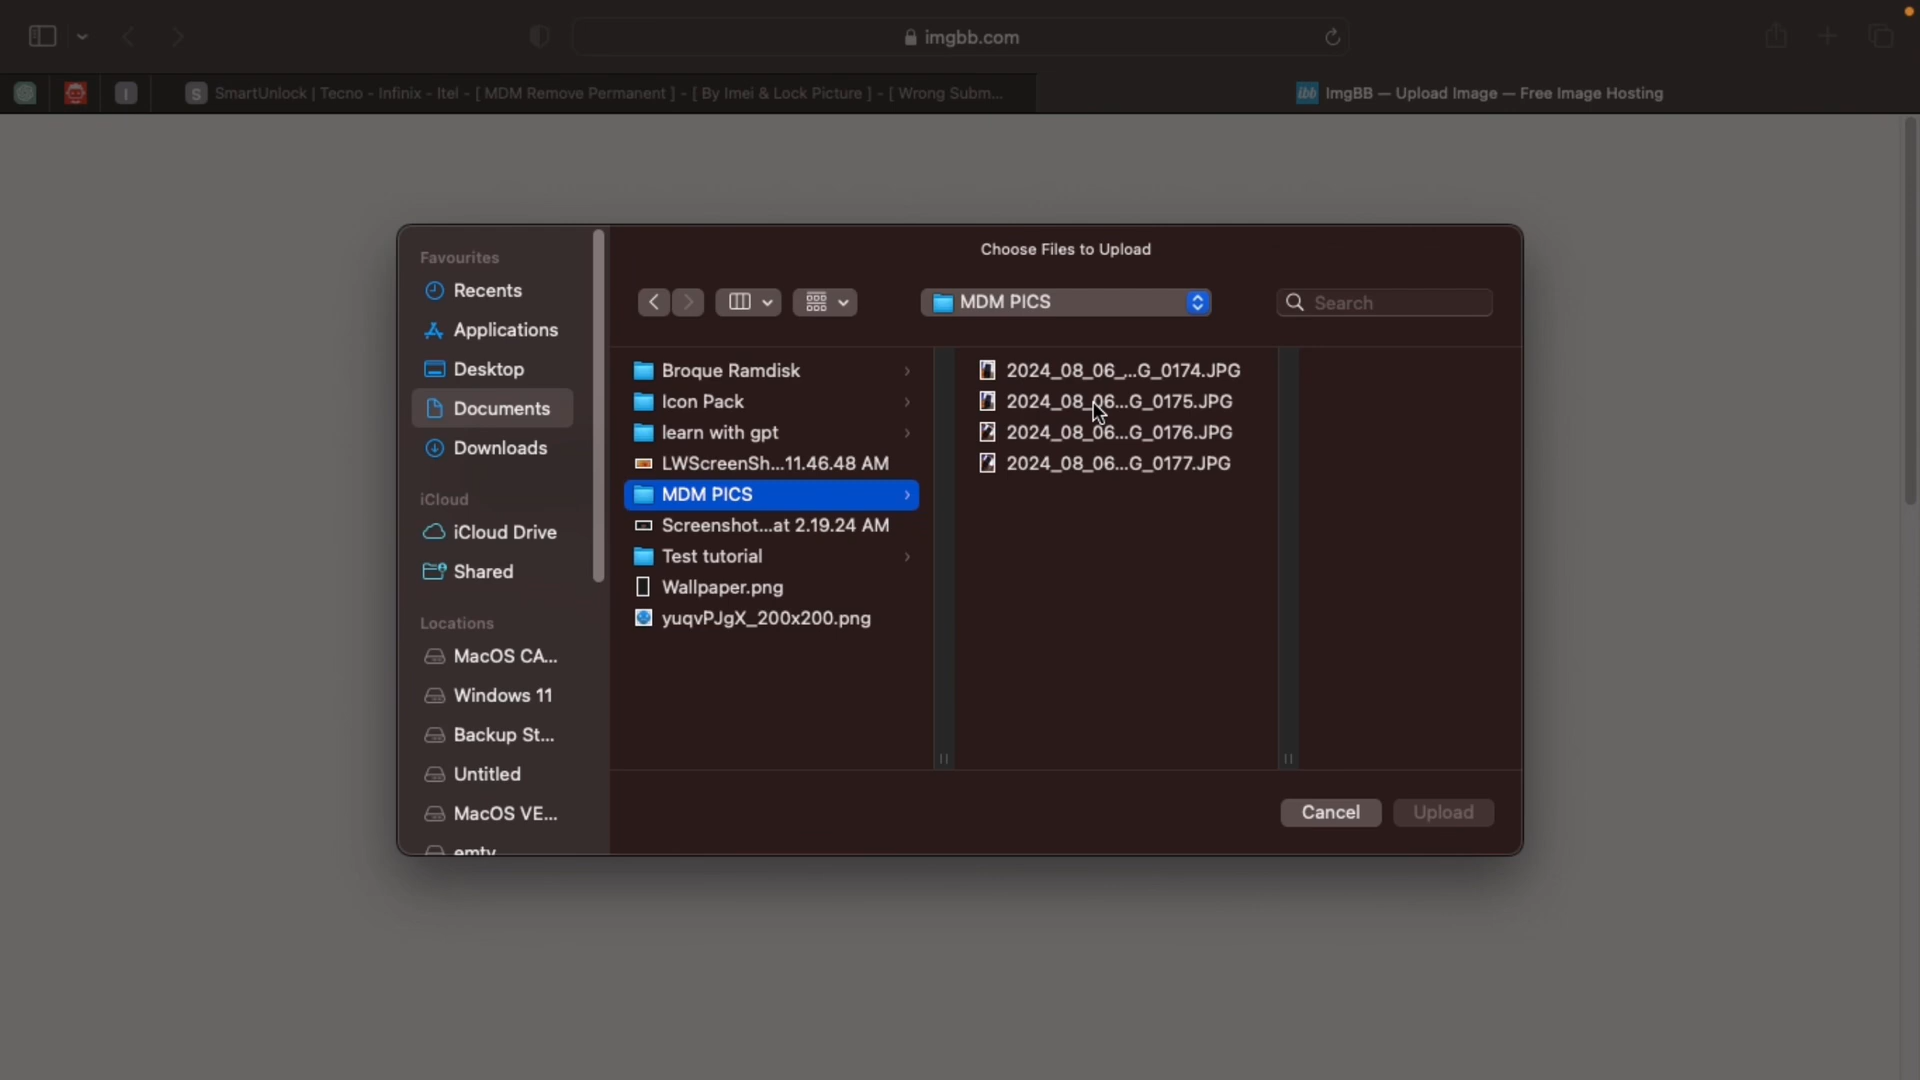 imgbb.com
I
S
SmartUnlock | Tecno - Infinix - Itel - [ MDM Remove Permanent ] - [ By Imei & Lock Picture ] - [ Wrong Subm...
ibb
ImgBB — Upload Image — Free Image Hosting
Choose Files to Upload
MDM PICS
Search
Favourites
Recents
Applications
Desktop
Documents
Downloads
iCloud
iCloud Drive
Shared
Locations
MacOS CA...
Windows 11
Backup St...
Untitled
MacOS VE...
emty
Broque Ramdisk
Icon Pack
learn with gpt
LWScreenSh...11.46.48 AM
MDM PICS
Screenshot...at 2.19.24 AM
Test tutorial
Wallpaper.png
yuqvPJgX_200x200.png
2024_08_06_...G_0174.JPG
2024_08_06...G_0175.JPG
2024_08_06...G_0176.JPG
2024_08_06...G_0177.JPG
Cancel
Upload